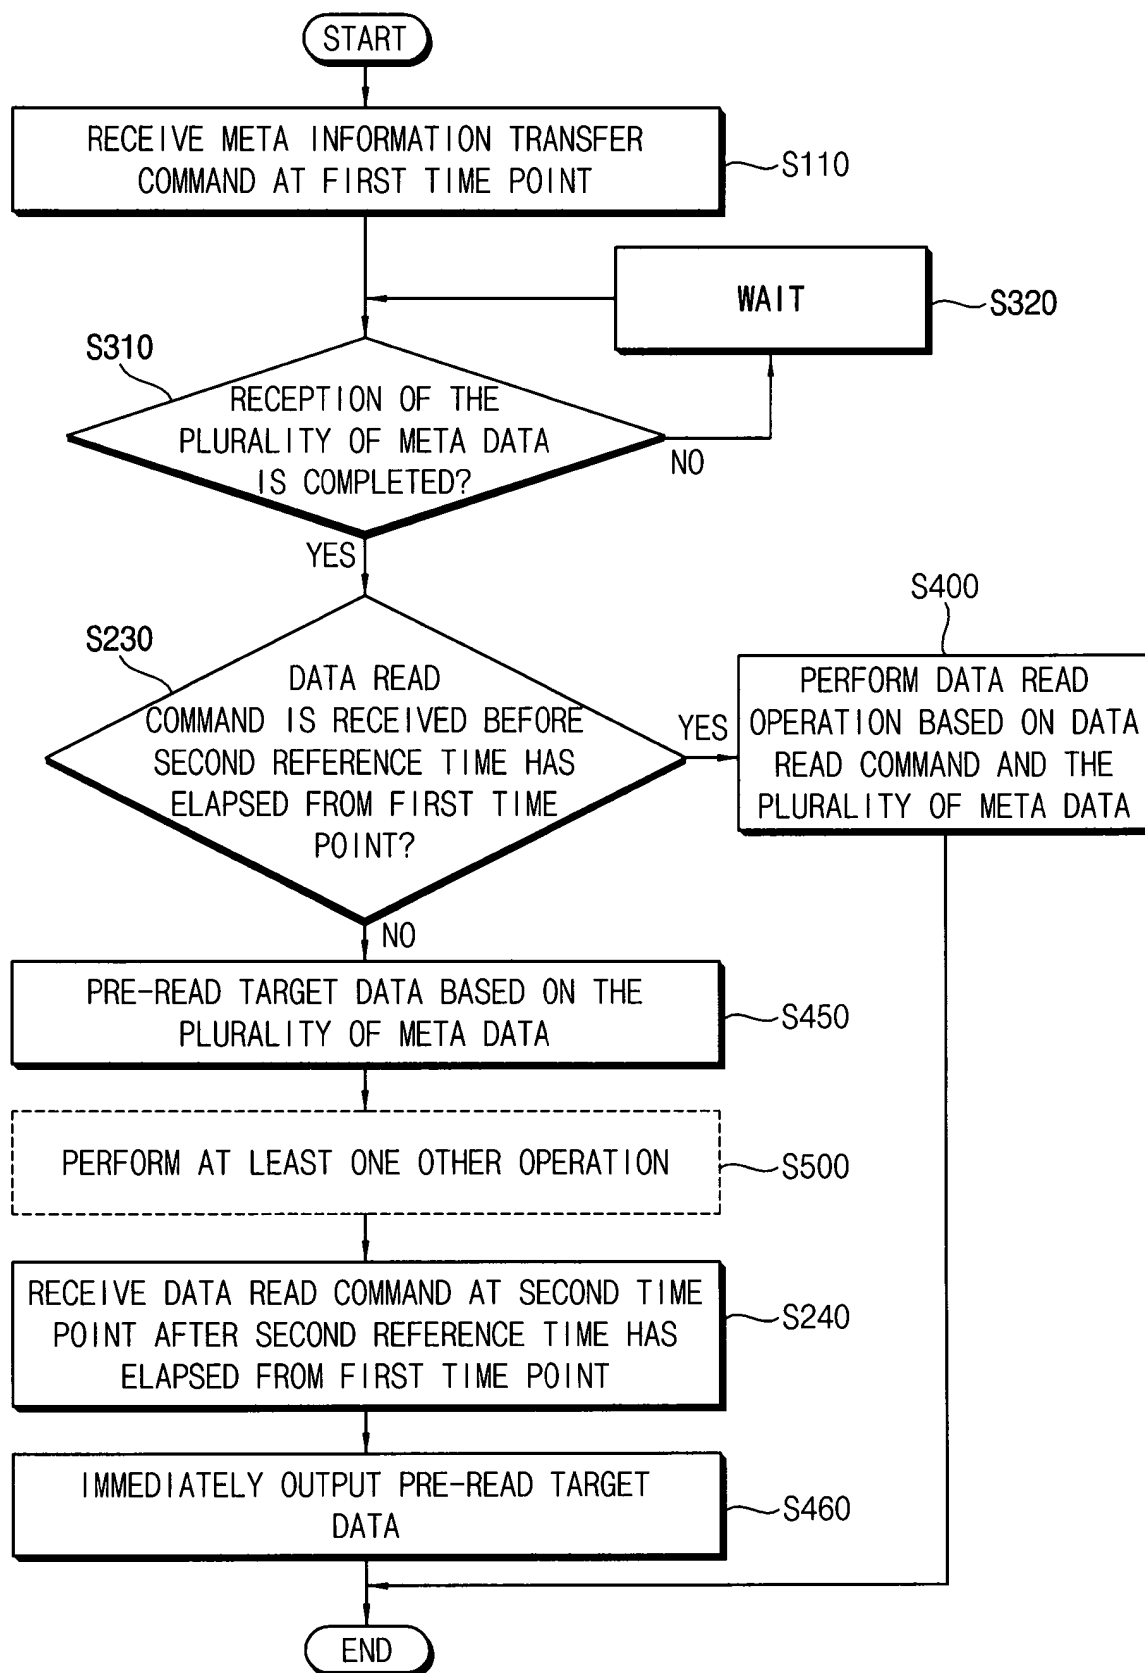 START
RECEIVE META INFORMATION TRANSFER
COMMAND AT FIRST TIME POINT
S110
WAIT
S320
S310
RECEPTION OF THE
PLURALITY OF META DATA
IS COMPLETED?
NO
YES
S400
S230
DATA READ
COMMAND IS RECEIVED BEFORE
SECOND REFERENCE TIME HAS
ELAPSED FROM FIRST TIME
POINT?
YES
PERFORM DATA READ
OPERATION BASED ON DATA
READ COMMAND AND THE
PLURALITY OF META DATA
NO
PRE-READ TARGET DATA BASED ON THE
PLURALITY OF META DATA
S450
PERFORM AT LEAST ONE OTHER OPERATION
S500
RECEIVE DATA READ COMMAND AT SECOND TIME
POINT AFTER SECOND REFERENCE TIME HAS
ELAPSED FROM FIRST TIME POINT
S240
IMMEDIATELY OUTPUT PRE-READ TARGET
DATA
S460
END